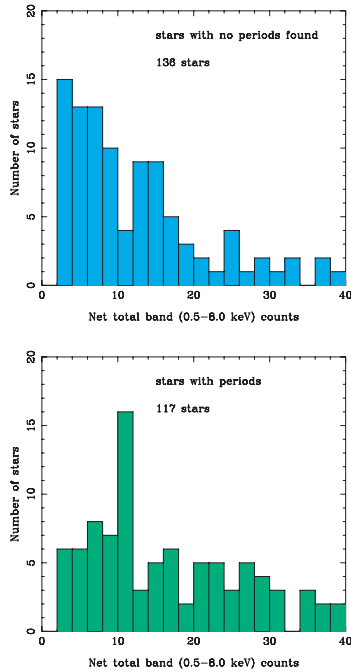 20
stars with no periods found
136 stars
15
10
5
0
Number of stars
0 10 20 30 40
Net total band (0.5-8.0 keV) counts
20
stars with periods
117 stars
15
10
5
0
Number of stars
0 10 20 30 40
Net total band (0.5-8.0 keV) counts